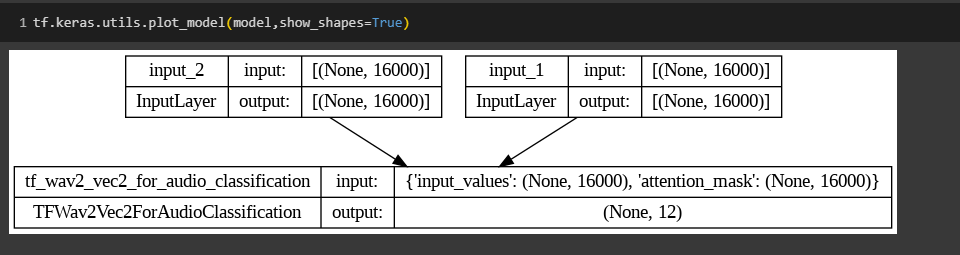 1 tf.keras.utils.plot_model(model,show_shapes=True)
input_2 input: [(None, 16000)]
InputLayer output: [(None, 16000)]
input_1 input: [(None, 16000)]
InputLayer output: [(None, 16000)]
tf_wav2_vec2_for_audio_classification input: {'input_values': (None, 16000), 'attention_mask': (None, 16000)}
TFWav2Vec2ForAudioClassification output: (None, 12)